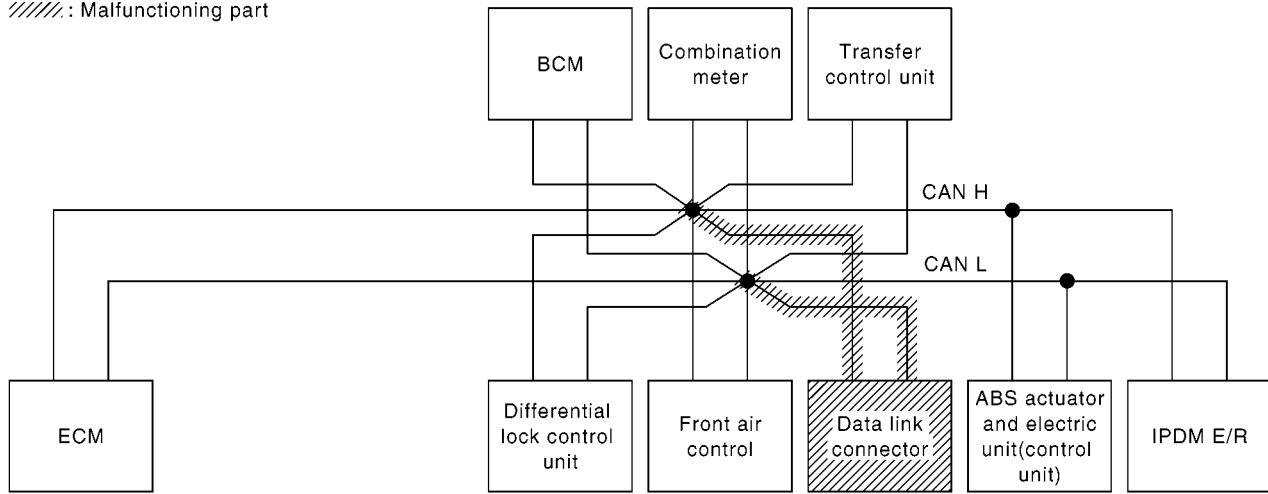 : Malfunctioning part
BCM
Combination
meter
Transfer
control unit
CAN H
CAN L
ECM
Differential
lock control
unit
Front air
control
Data link
connector
ABS actuator
and electric
unit(control
unit)
IPDM E/R